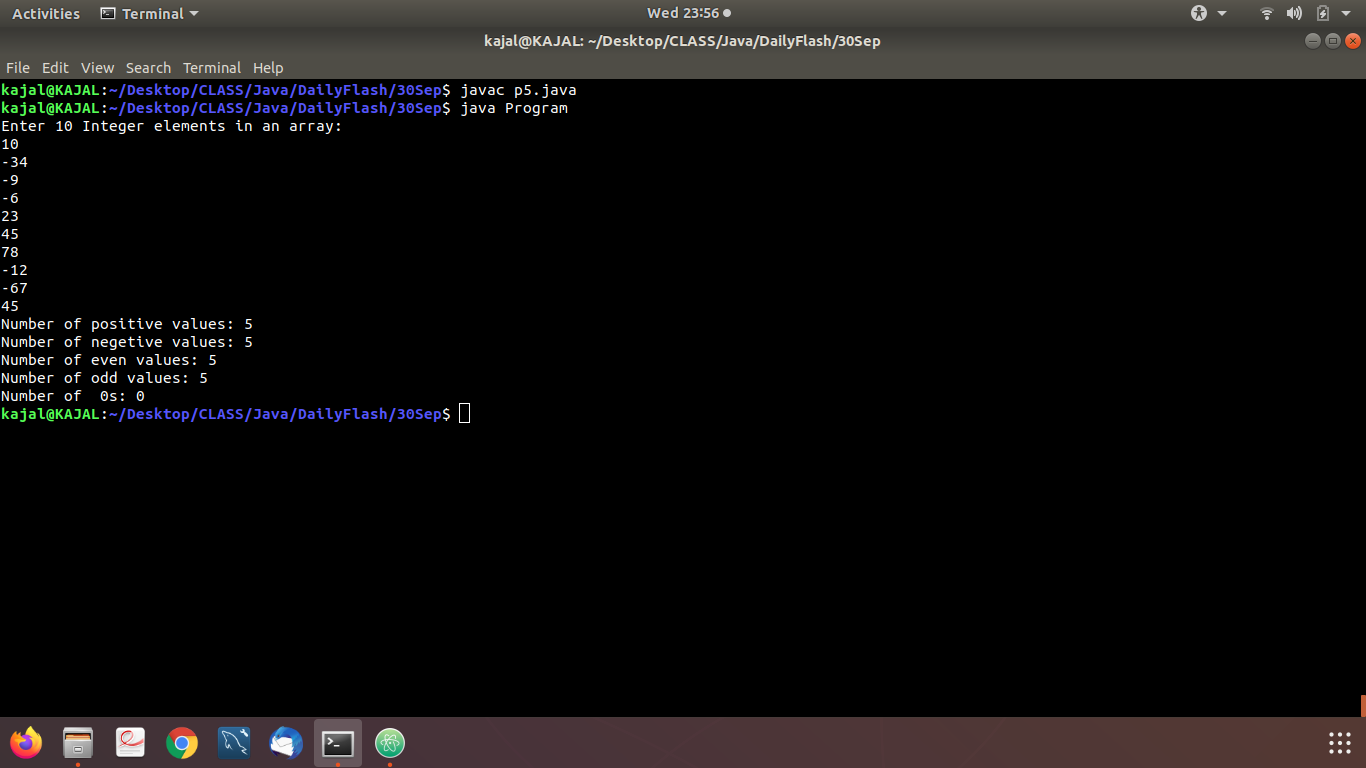 Activities Terminal Wed 23:56
kajal@KAJAL: ~/Desktop/CLASS/Java/DailyFlash/30Sep
File Edit View Search Terminal Help
kajal@KAJAL:~/Desktop/CLASS/Java/DailyFlash/30Sep$ javac p5.java
kajal@KAJAL:~/Desktop/CLASS/Java/DailyFlash/30Sep$ java Program
Enter 10 Integer elements in an array:
10
-34
-9
-6
23
45
78
-12
-67
45
Number of positive values: 5
Number of negetive values: 5
Number of even values: 5
Number of odd values: 5
Number of  0s: 0
kajal@KAJAL:~/Desktop/CLASS/Java/DailyFlash/30Sep$